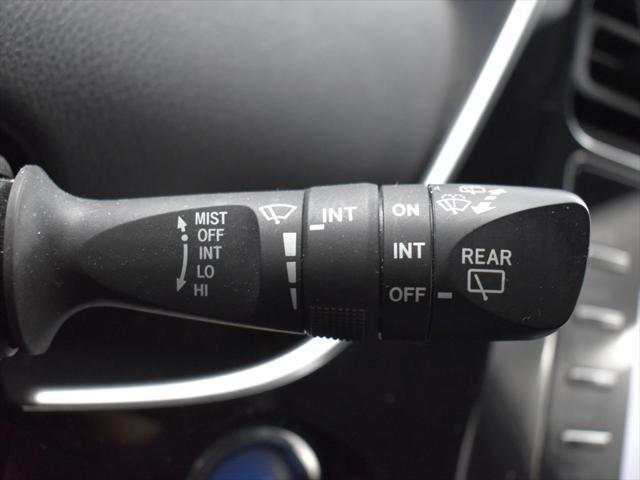 MIST
OFF
INT
LO
HI
INT
ON
INT
OFF
REAR